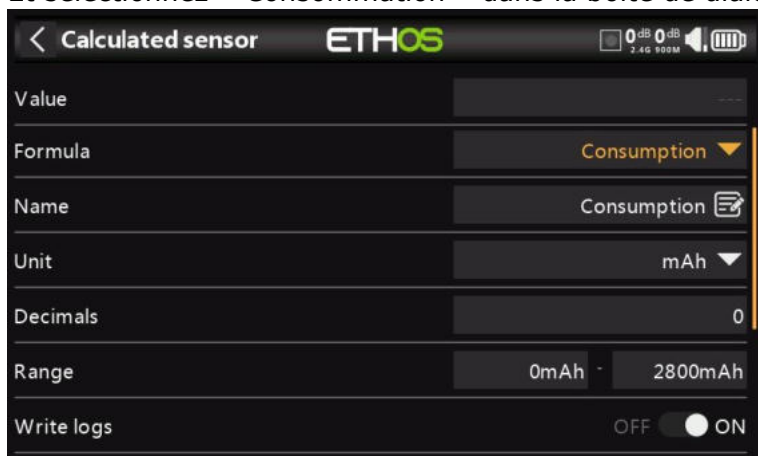 Calculated sensor ETHOS 0dB 0dB
2.4G 900M
Value ---
Formula Consumption
Name Consumption
Unit mAh
Decimals 0
Range 0mAh - 2800mAh
Write logs OFF ON